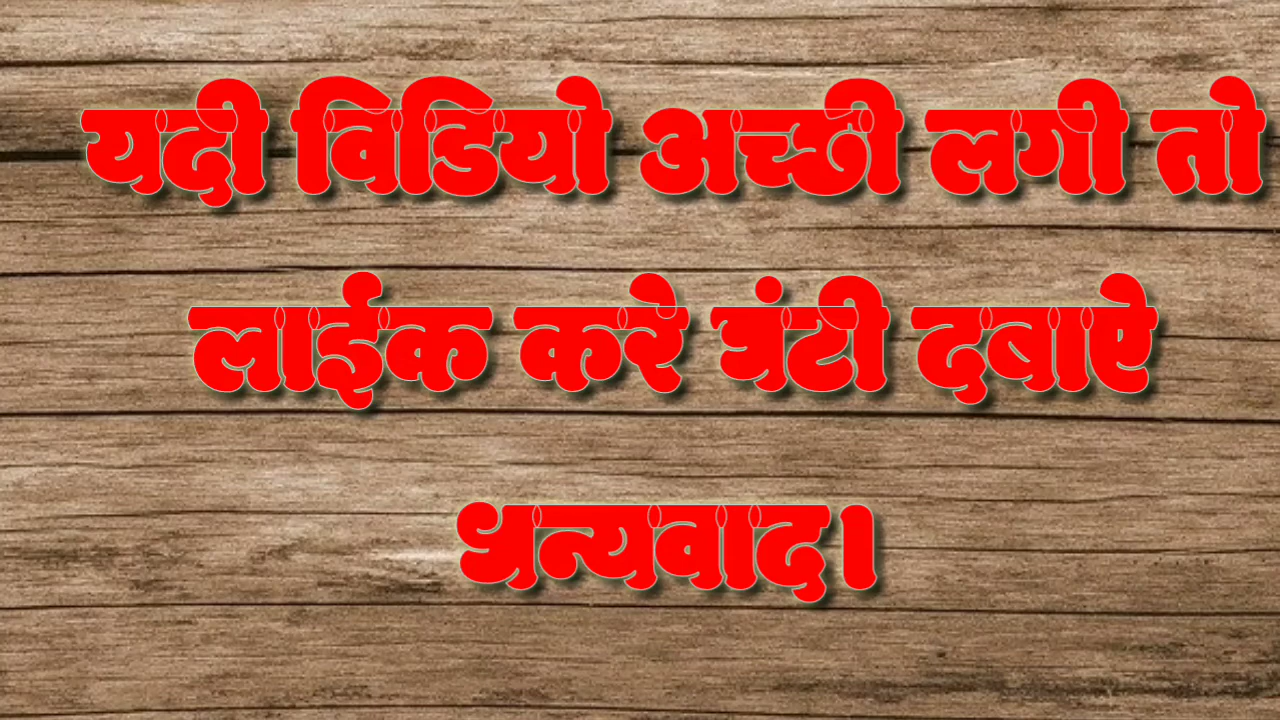 यदी विडियो अच्छी लगी तो
लाईक करे घंटी दबाऐ
धन्यवाद।